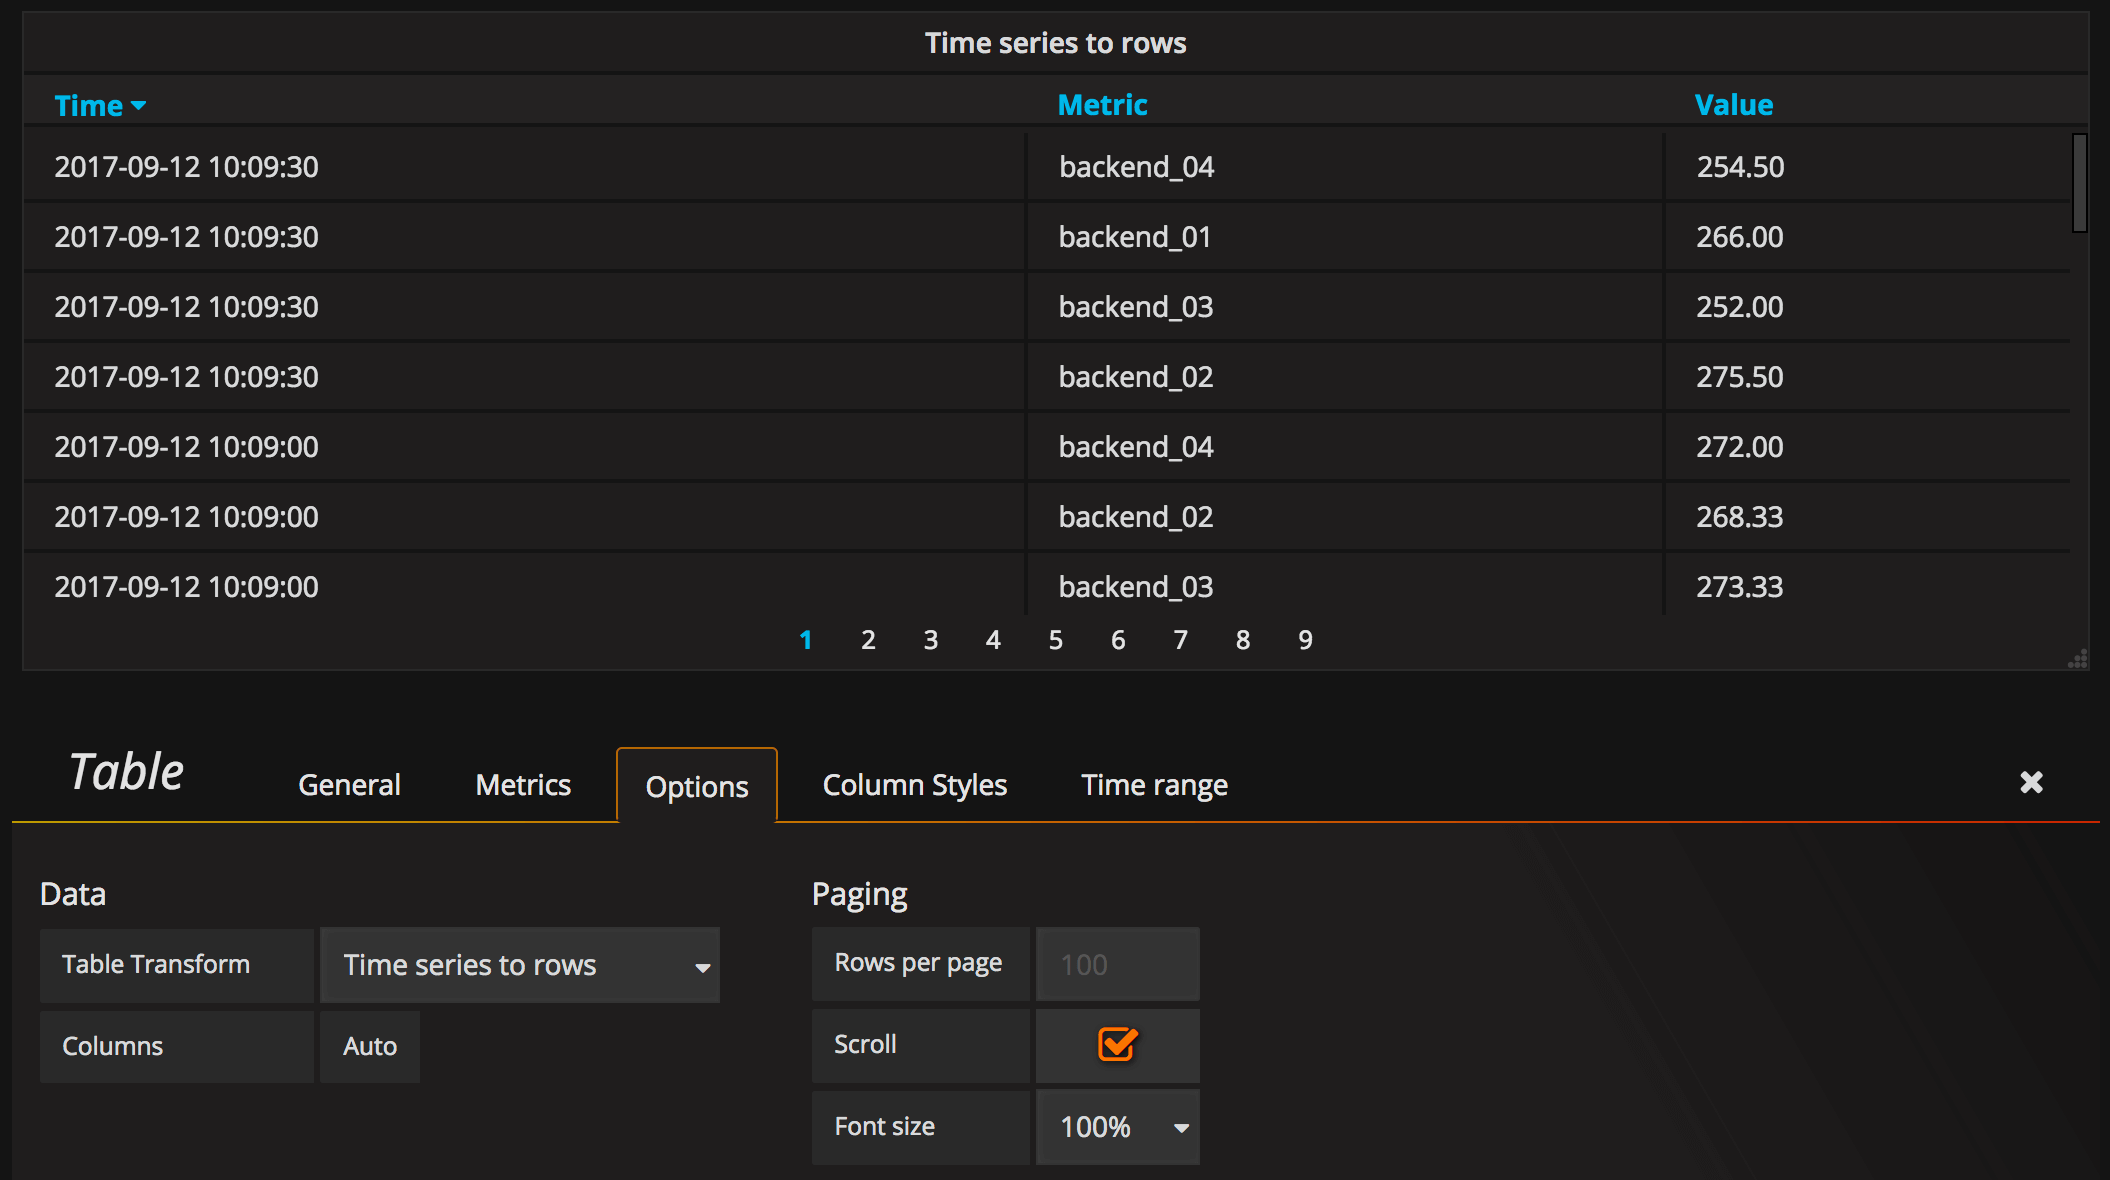 Time series to rows
Time Metric Value
2017-09-12 10:09:30 backend_04 254.50
2017-09-12 10:09:30 backend_01 266.00
2017-09-12 10:09:30 backend_03 252.00
2017-09-12 10:09:30 backend_02 275.50
2017-09-12 10:09:00 backend_04 272.00
2017-09-12 10:09:00 backend_02 268.33
2017-09-12 10:09:00 backend_03 273.33
1 2 3 4 5 6 7 8 9
Table General Metrics Options Column Styles Time range
Data Paging
Table Transform Time series to rows Rows per page 100
Columns Auto Scroll
Font size 100%